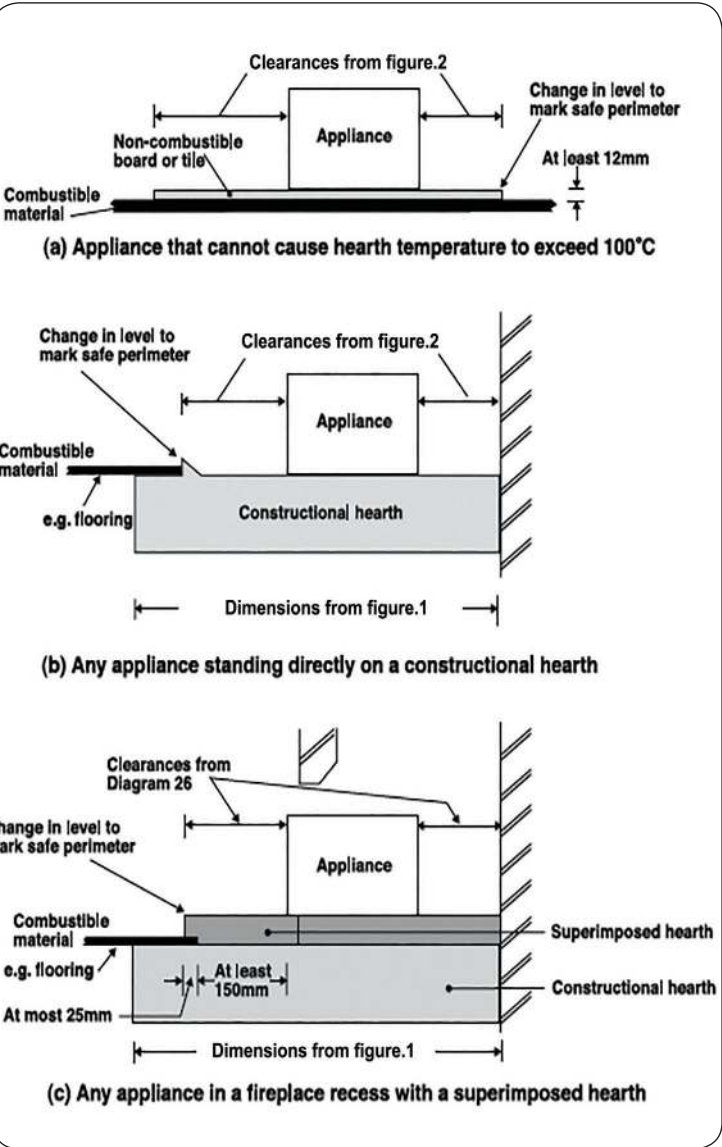 Clearances from figure.2
Change in level to
mark safe perimeter
Appliance
Non-combustible
board or tile
At least 12mm
Combustible
material
(a) Appliance that cannot cause hearth temperature to exceed 100°C
Change in level to
mark safe perimeter
Clearances from figure.2
Appliance
Combustible
material
e.g. flooring
Constructional hearth
Dimensions from figure.1
(b) Any appliance standing directly on a constructional hearth
Clearances from
Diagram 26
hange in level to
ark safe perimeter
Appliance
Combustible
material
Superimposed hearth
e.g. flooring
At least
150mm
Constructional hearth
At most 25mm
Dimensions from figure.1
(c) Any appliance in a fireplace recess with a superimposed hearth